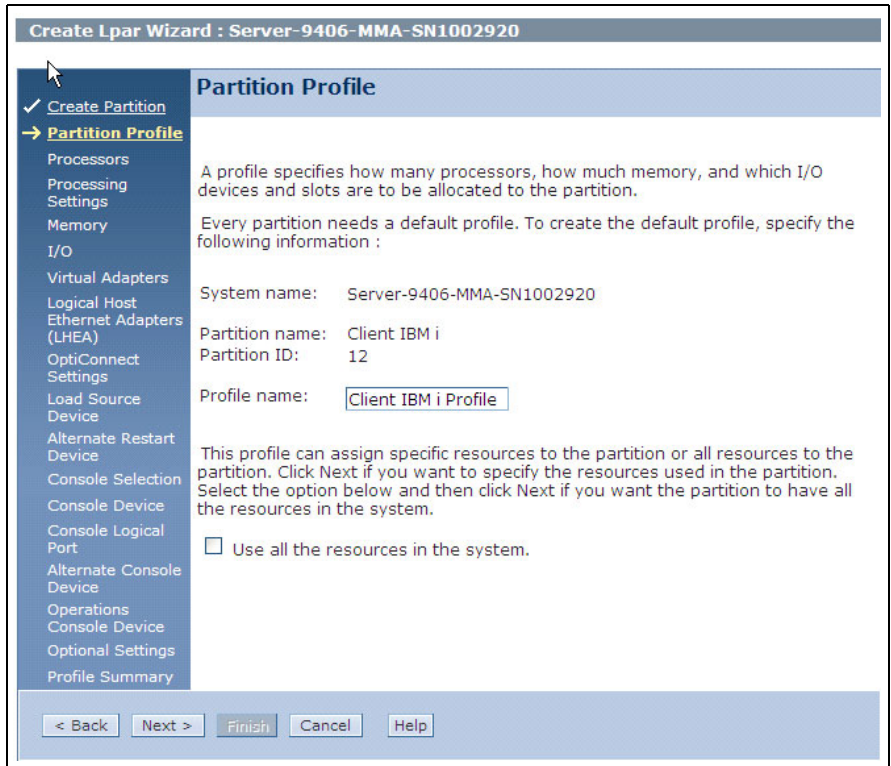 Create Lpar Wizard : Server-9406-MMA-SN1002920
Create Partition
Partition Profile
Processors
Processing
Settings
Memory
I/O
Virtual Adapters
Logical Host
Ethernet Adapters
(LHEA)
OptiConnect
Settings
Load Source
Device
Alternate Restart
Device
Console Selection
Console Device
Console Logical
Port
Alternate Console
Device
Operations
Console Device
Optional Settings
Profile Summary
Partition Profile
A profile specifies how many processors, how much memory, and which I/O
devices and slots are to be allocated to the partition.
Every partition needs a default profile. To create the default profile, specify the
following information :
System name: Server-9406-MMA-SN1002920
Partition name: Client IBM i
Partition ID: 12
Profile name: Client IBM i Profile
This profile can assign specific resources to the partition or all resources to the
partition. Click Next if you want to specify the resources used in the partition.
Select the option below and then click Next if you want the partition to have all
the resources in the system.
Use all the resources in the system.
< Back Next > Finish Cancel Help